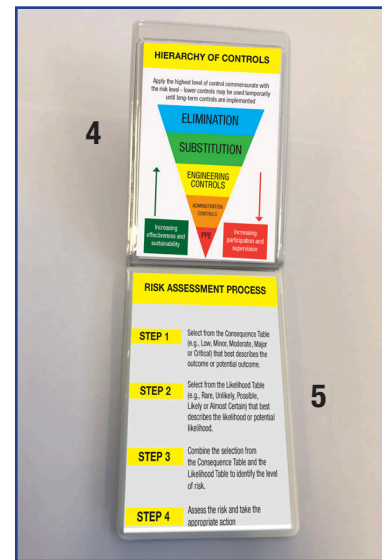 HIERARCHY OF CONTROLS
Apply the highest level of control commensurate with
the risk level - lower controls may be used temporarily
until long-term controls are implemented
4
ELIMINATION
SUBSTITUTION
ENGINEERING
CONTROLS
ADMINISTRATION
CONTROLS
PPE
Increasing
effectiveness and
sustainability
Increasing
participation and
supervision
RISK ASSESSMENT PROCESS
STEP 1
Select from the Consequence Table
(e.g., Low, Minor, Moderate, Major
or Critical) that best describes the
outcome or potential outcome.
STEP 2
Select from the Likelihood Table
(e.g., Rare, Unlikely, Possible,
Likely or Almost Certain) that best
describes the likelihood or potential
likelihood.
5
STEP 3
Combine the selection from
the Consequence Table and the
Likelihood Table to identify the level
of risk.
STEP 4
Assess the risk and take the
appropriate action